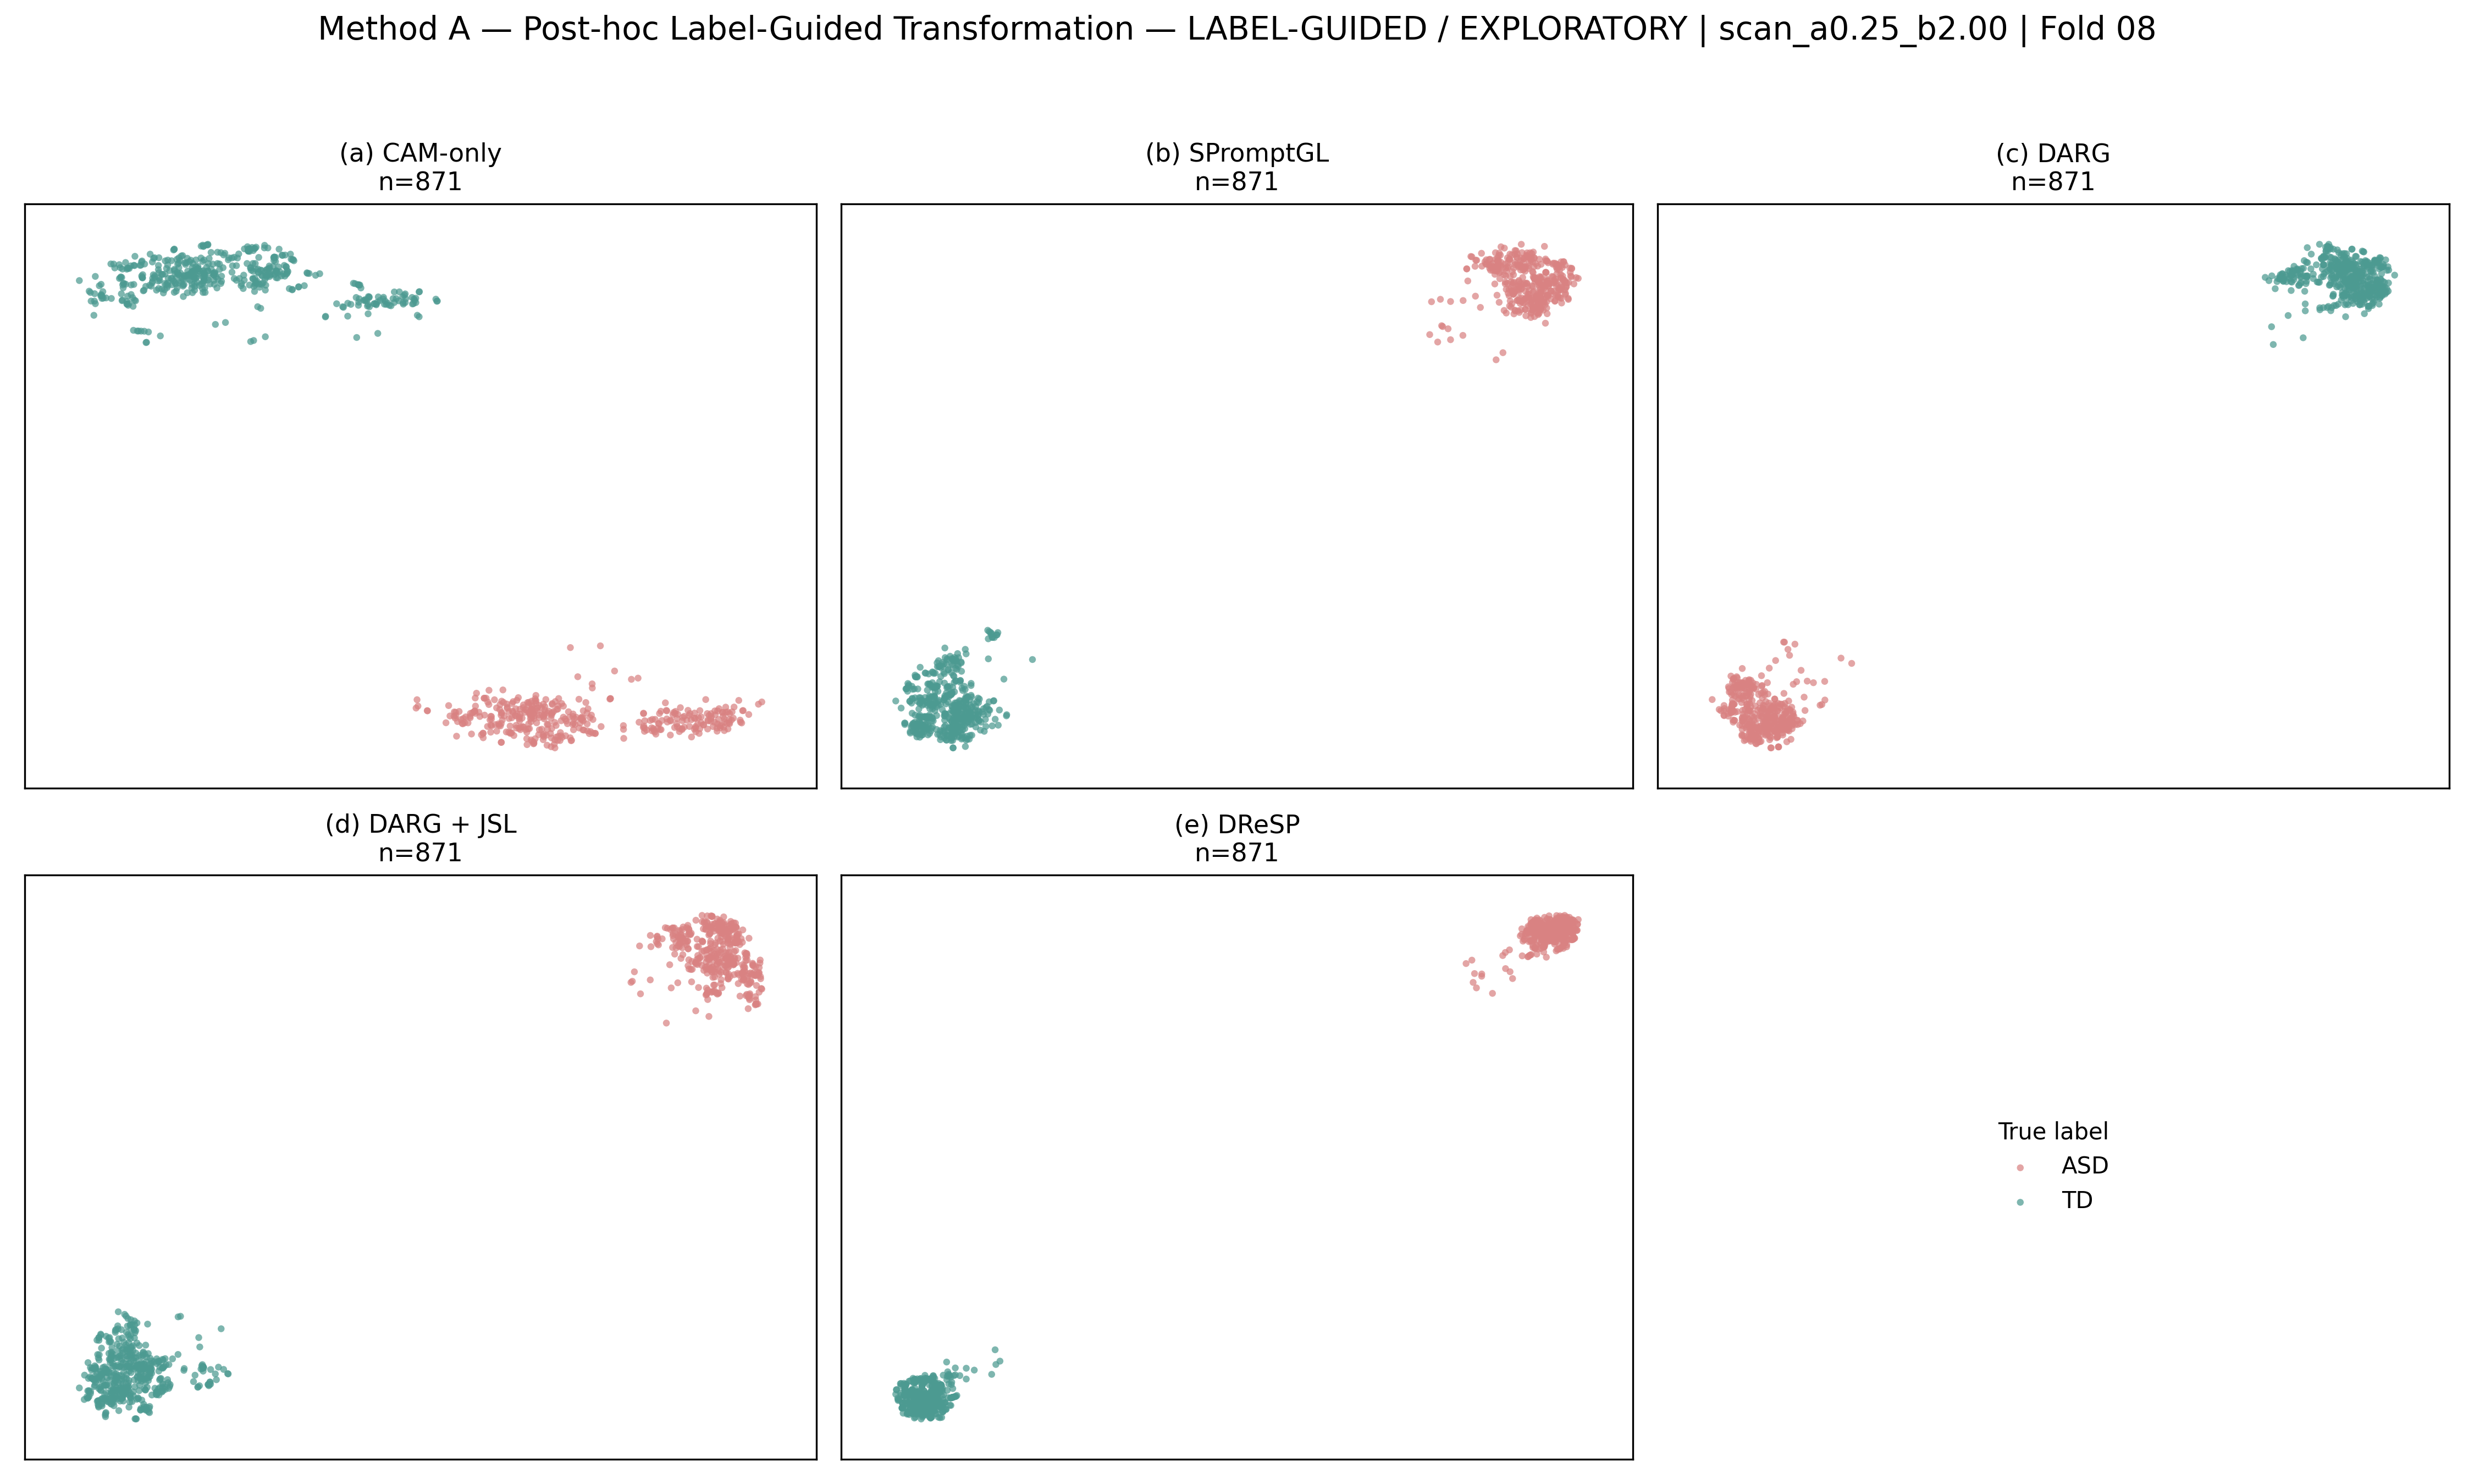 Method A — Post-hoc Label-Guided Transformation — LABEL-GUIDED / EXPLORATORY | scan_a0.25_b2.00 | Fold 08
(a) CAM-only
n=871
(b) SPromptGL
n=871
(c) DARG
n=871
(d) DARG + JSL
n=871
(e) DReSP
n=871
True label
ASD
TD